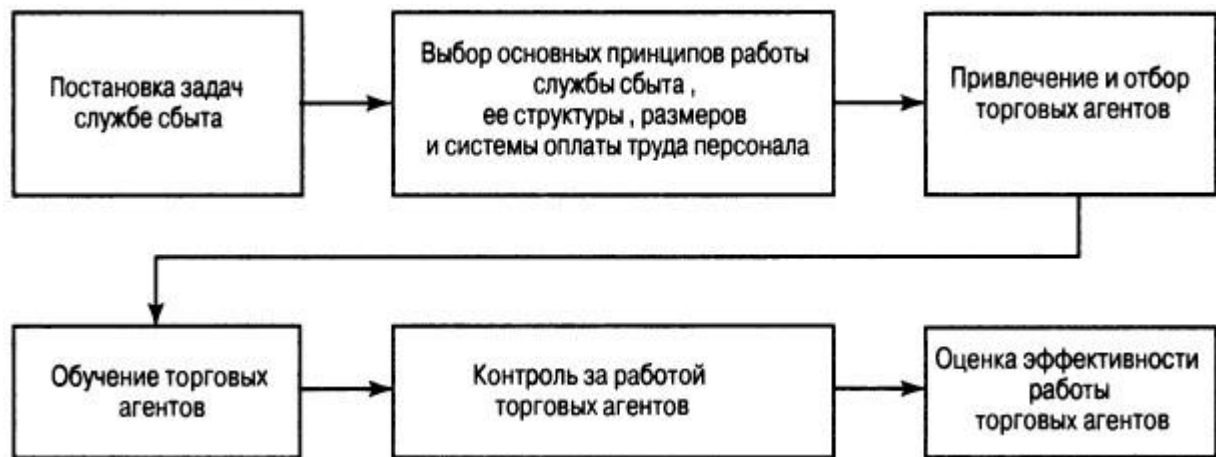 Постановка задач
службе сбыта
Выбор основных принципов работы
службы сбыта ,
ее структуры , размеров
и системы оплаты труда персонала
Привлечение и отбор
торговых агентов
Обучение торговых
агентов
Контроль за работой
торговых агентов
Оценка эффективности
работы
торговых агентов